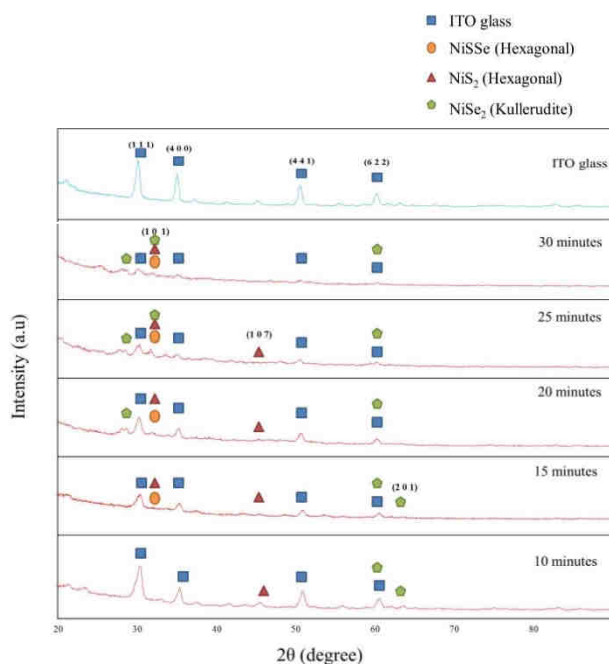 ITO glass
NiSSe (Hexagonal)
NiS₂ (Hexagonal)
NiSe₂ (Kullerudite)
(1 1 1)
(4 0 0)
(4 4 1)
(6 2 2)
ITO glass
(1 0 1)
30 minutes
25 minutes
(1 0 7)
20 minutes
15 minutes
(2 0 1)
10 minutes
Intensity (a.u)
20 30 40 50 60 70 80
2θ (degree)